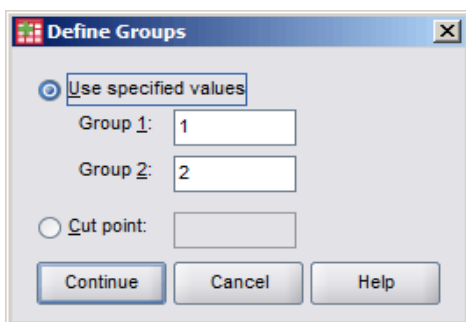 Define Groups
Use specified values
Group 1: 1
Group 2: 2
Cut point:
Continue Cancel Help